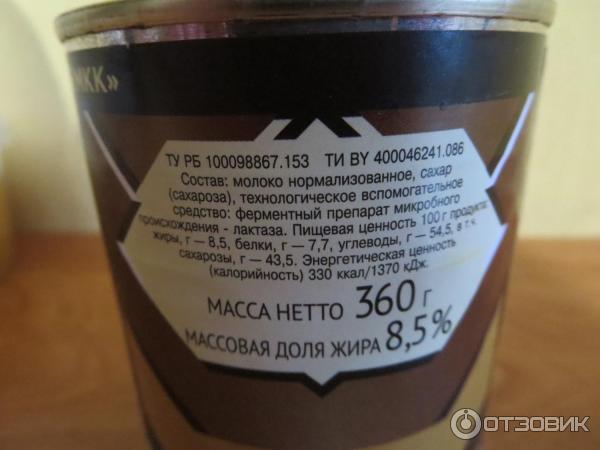 МКК»
ТУ РБ 100098867.153 ТИ BY 400046241.086
Состав: молоко нормализованное, сахар
(сахароза), технологическое вспомогательное
средство: ферментный препарат микробного
происхождения - лактаза. Пищевая ценность 100 г продукта:
жиры, г — 8,5, белки, г — 7,7, углеводы, г — 54,5, в т.ч.
сахарозы, г — 43,5. Энергетическая ценность
(калорийность) 330 ккал/1370 кДж.
МАССА НЕТТО 360 г
МАССОВАЯ ДОЛЯ ЖИРА 8,5%
ОТЗОВИК